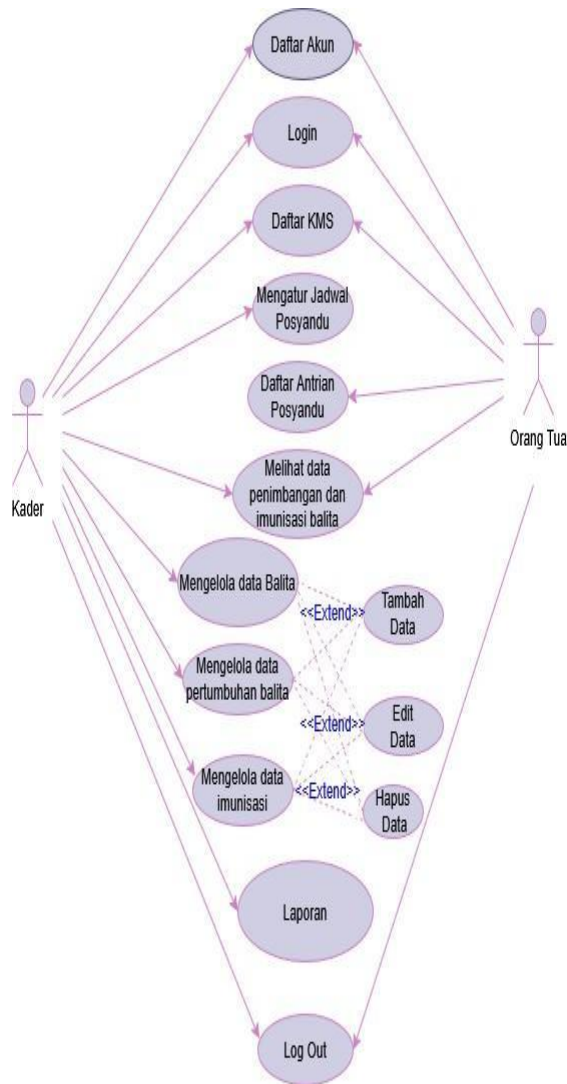 Daftar Akun
Login
Daftar KMS
Mengatur Jadwal
Posyandu
Daftar Antrian
Posyandu
Orang Tua
Kader
Melihat data
penimbangan dan
imunisasi balita
Mengelola data Balita
<<Extend>>
Tambah
Data
Mengelola data
pertumbuhan balita
<<Extend>>
Edit
Data
Mengelola data
imunisasi
<<Extend>>
Hapus
Data
Laporan
Log Out